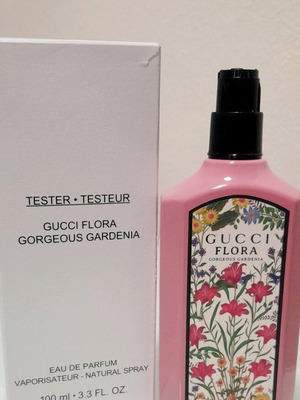 TESTER • TESTEUR
GUCCI FLORA
GORGEOUS GARDENIA
EAU DE PARFUM
VAPORISATEUR - NATURAL SPRAY
100 ml • 3.3 FL. OZ.
GUCCI
FLORA
GORGEOUS GARDENIA